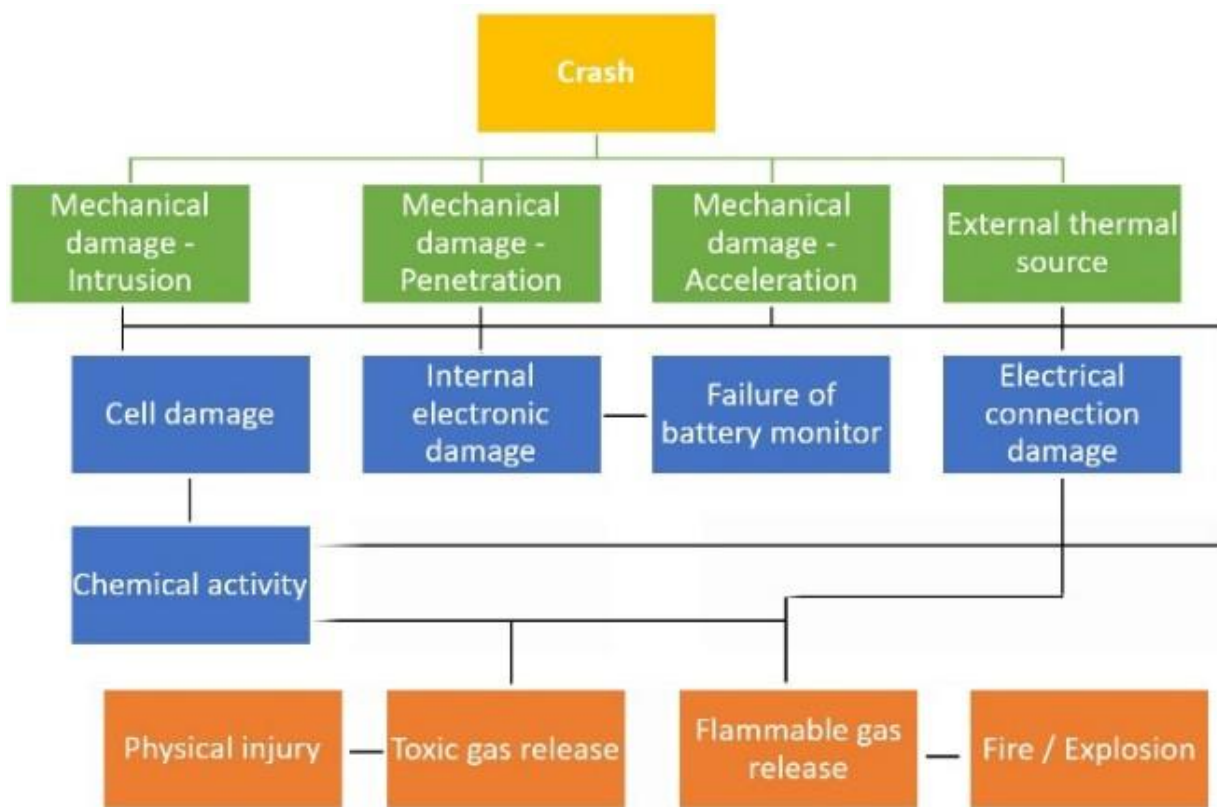 Crash
Mechanical
damage -
Intrusion
Mechanical
damage -
Penetration
Mechanical
damage -
Acceleration
External thermal
source
Cell damage
Internal
electronic
damage
Failure of
battery monitor
Electrical
connection
damage
Chemical activity
Physical injury
Toxic gas release
Flammable gas
release
Fire / Explosion